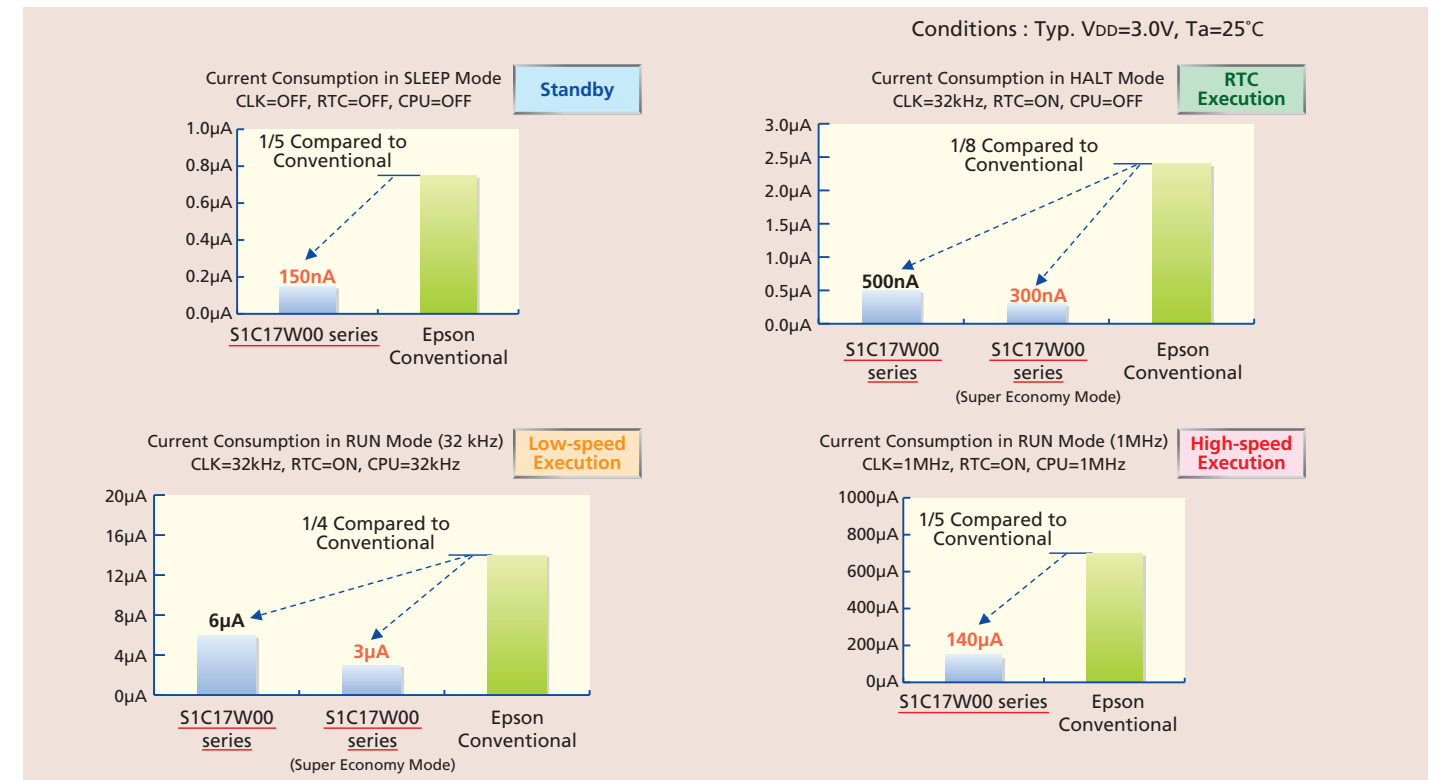 Conditions : Typ. VDD=3.0V, Ta=25˚C
Current Consumption in SLEEP Mode
CLK=OFF, RTC=OFF, CPU=OFF
Standby
1.0µA
0.8µA
0.6µA
0.4µA
0.2µA
0.0µA
1/5 Compared to
Conventional
150nA
S1C17W00 series
Epson
Conventional
Current Consumption in HALT Mode
CLK=32kHz, RTC=ON, CPU=OFF
RTC
Execution
3.0µA
2.5µA
2.0µA
1.5µA
1.0µA
0.5µA
0.0µA
1/8 Compared to
Conventional
500nA
300nA
S1C17W00
series
S1C17W00
series
(Super Economy Mode)
Epson
Conventional
Current Consumption in RUN Mode (32 kHz)
CLK=32kHz, RTC=ON, CPU=32kHz
Low-speed
Execution
20µA
16µA
12µA
8µA
4µA
0µA
1/4 Compared to
Conventional
6µA
3µA
S1C17W00
series
S1C17W00
series
(Super Economy Mode)
Epson
Conventional
Current Consumption in RUN Mode (1MHz)
CLK=1MHz, RTC=ON, CPU=1MHz
High-speed
Execution
1000µA
800µA
600µA
400µA
200µA
0µA
1/5 Compared to
Conventional
140µA
S1C17W00 series
Epson
Conventional